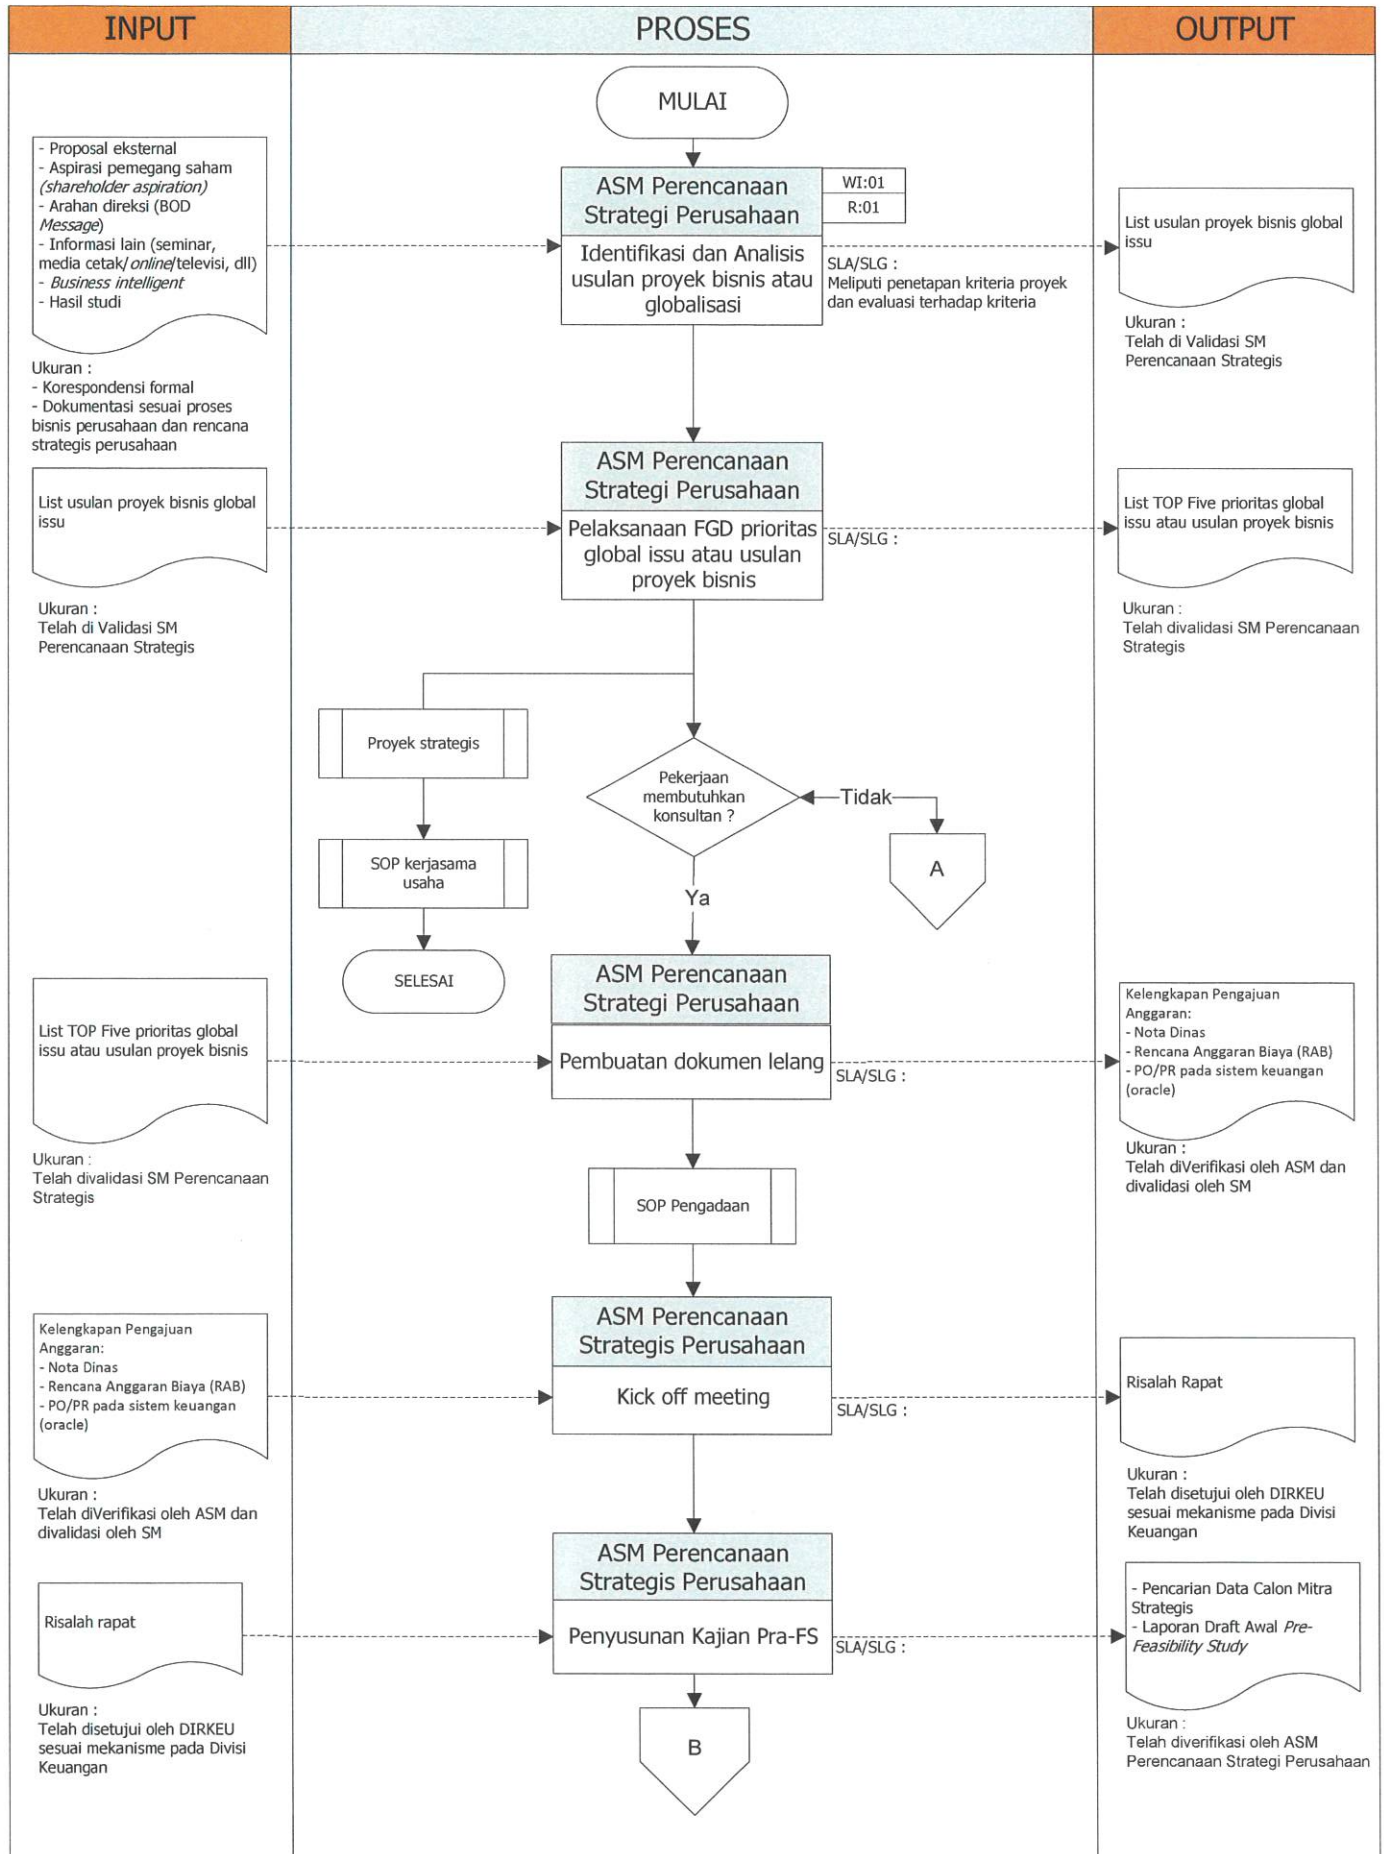 INPUT
PROSES
OUTPUT
MULAI
- Proposal eksternal
- Aspirasi pemegang saham
(shareholder aspiration)
- Arahan direksi (BOD
Message)
- Informasi lain (seminar,
media cetak/online/televisi, dll)
- Business intelligent
- Hasil studi
Ukuran :
- Korespondensi formal
- Dokumentasi sesuai proses
bisnis perusahaan dan rencana
strategis perusahaan
ASM Perencanaan
Strategi Perusahaan
WI:01
R:01
Identifikasi dan Analisis
usulan proyek bisnis atau
globalisasi
SLA/SLG :
Meliputi penetapan kriteria proyek
dan evaluasi terhadap kriteria
List usulan proyek bisnis global
issu
Ukuran :
Telah di Validasi SM
Perencanaan Strategis
List usulan proyek bisnis global
issu
Ukuran :
Telah di Validasi SM
Perencanaan Strategis
ASM Perencanaan
Strategi Perusahaan
Pelaksanaan FGD prioritas
global issu atau usulan
proyek bisnis
SLA/SLG :
List TOP Five prioritas global
issu atau usulan proyek bisnis
Ukuran :
Telah divalidasi SM Perencanaan
Strategis
Proyek strategis
SOP kerjasama
usaha
SELESAI
Pekerjaan
membutuhkan
konsultan ?
Tidak
A
Ya
List TOP Five prioritas global
issu atau usulan proyek bisnis
Ukuran :
Telah divalidasi SM Perencanaan
Strategis
ASM Perencanaan
Strategi Perusahaan
Pembuatan dokumen lelang
SLA/SLG :
Kelengkapan Pengajuan
Anggaran:
- Nota Dinas
- Rencana Anggaran Biaya (RAB)
- PO/PR pada sistem keuangan
(oracle)
Ukuran :
Telah diVerifikasi oleh ASM dan
divalidasi oleh SM
SOP Pengadaan
Kelengkapan Pengajuan
Anggaran:
- Nota Dinas
- Rencana Anggaran Biaya (RAB)
- PO/PR pada sistem keuangan
(oracle)
Ukuran :
Telah diVerifikasi oleh ASM dan
divalidasi oleh SM
ASM Perencanaan
Strategis Perusahaan
Kick off meeting
SLA/SLG :
Risalah Rapat
Ukuran :
Telah disetujui oleh DIRKEU
sesuai mekanisme pada Divisi
Keuangan
Risalah rapat
Ukuran :
Telah disetujui oleh DIRKEU
sesuai mekanisme pada Divisi
Keuangan
ASM Perencanaan
Strategis Perusahaan
Penyusunan Kajian Pra-FS
SLA/SLG :
- Pencarian Data Calon Mitra
Strategis
- Laporan Draft Awal Pre-
Feasibility Study
Ukuran :
Telah diverifikasi oleh ASM
Perencanaan Strategi Perusahaan
B